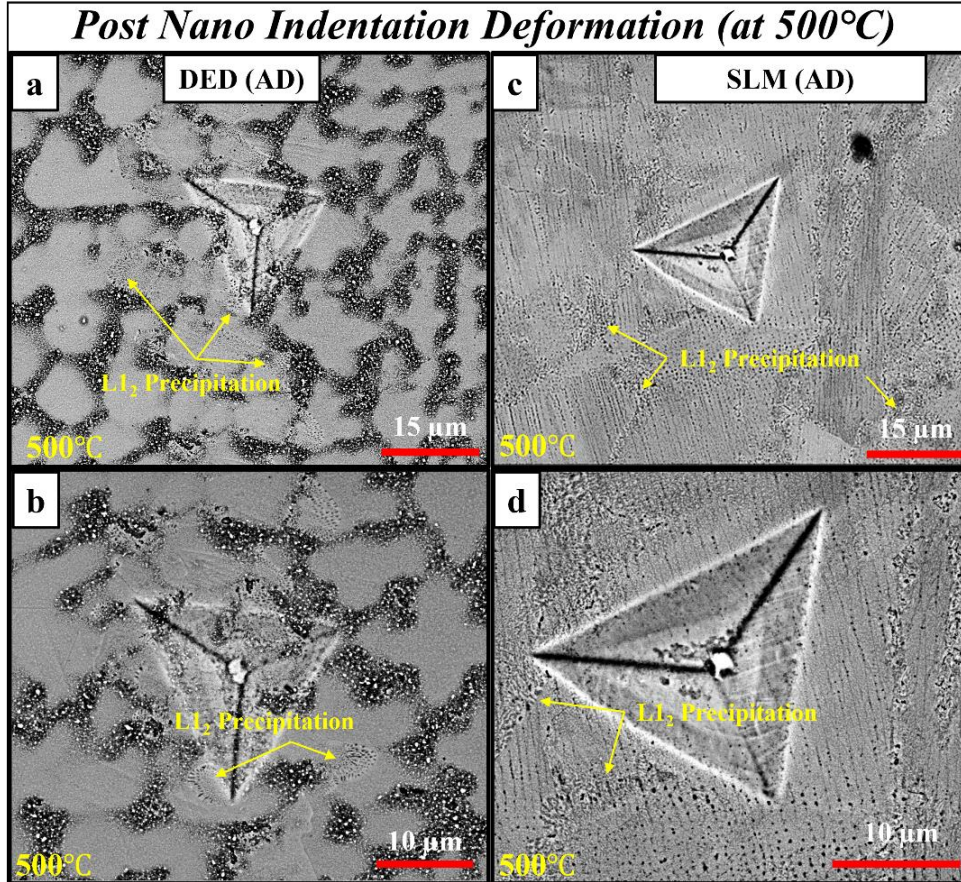 Post Nano Indentation Deformation (at 500°C)
a
DED (AD)
L1₂ Precipitation
500℃
15 µm
c
SLM (AD)
L1₂ Precipitation
500℃
15 µm
b
L1₂ Precipitation
500℃
10 µm
d
L1₂ Precipitation
500℃
10 µm